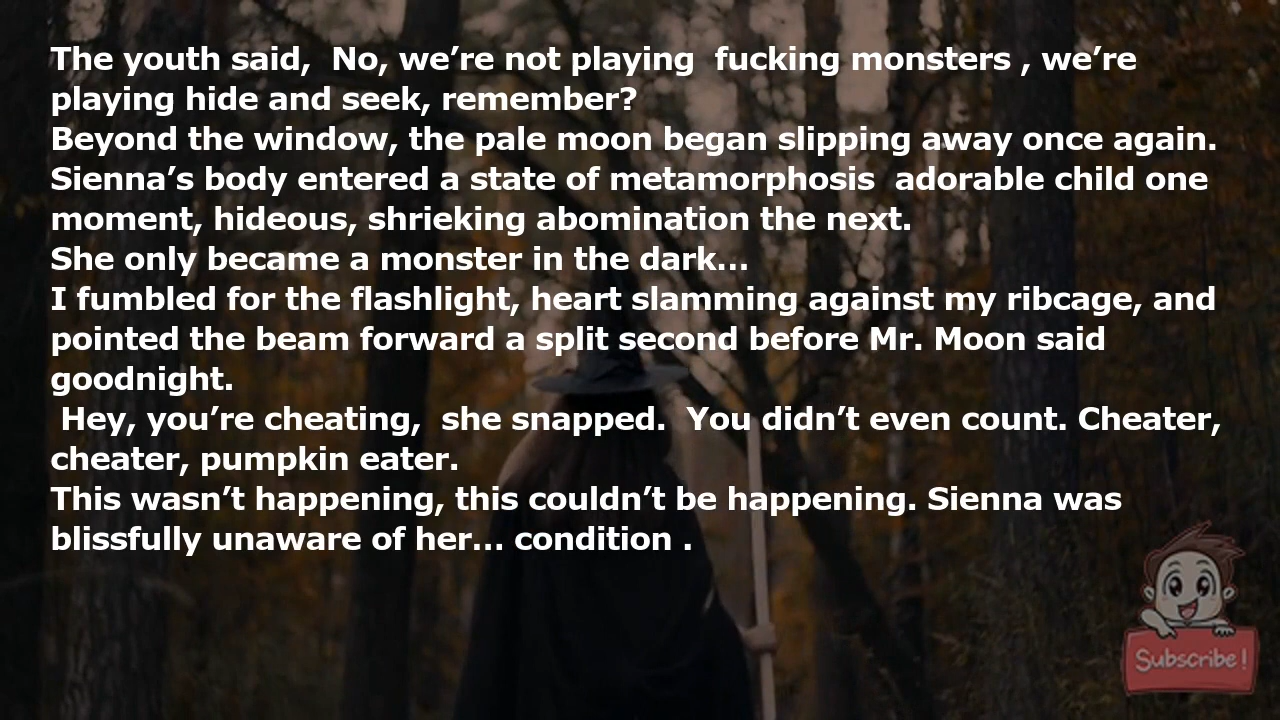 The youth said,  No, we’re not playing  fucking monsters , we’re
playing hide and seek, remember?
Beyond the window, the pale moon began slipping away once again.
Sienna’s body entered a state of metamorphosis  adorable child one
moment, hideous, shrieking abomination the next.
She only became a monster in the dark...
I fumbled for the flashlight, heart slamming against my ribcage, and
pointed the beam forward a split second before Mr. Moon said
goodnight.
 Hey, you’re cheating,  she snapped.  You didn’t even count. Cheater,
cheater, pumpkin eater.
This wasn’t happening, this couldn’t be happening. Sienna was
blissfully unaware of her... condition .
Subscribe!